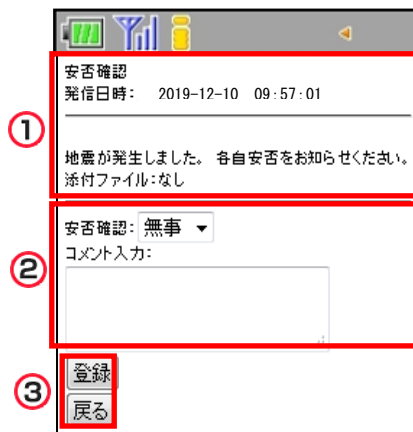 安否確認
発信日時： 2019-12-10 09:57:01
①
地震が発生しました。各自安否をお知らせください。
添付ファイル：なし
安否確認： 無事 ▼
②
コメント入力：
登録
③
戻る